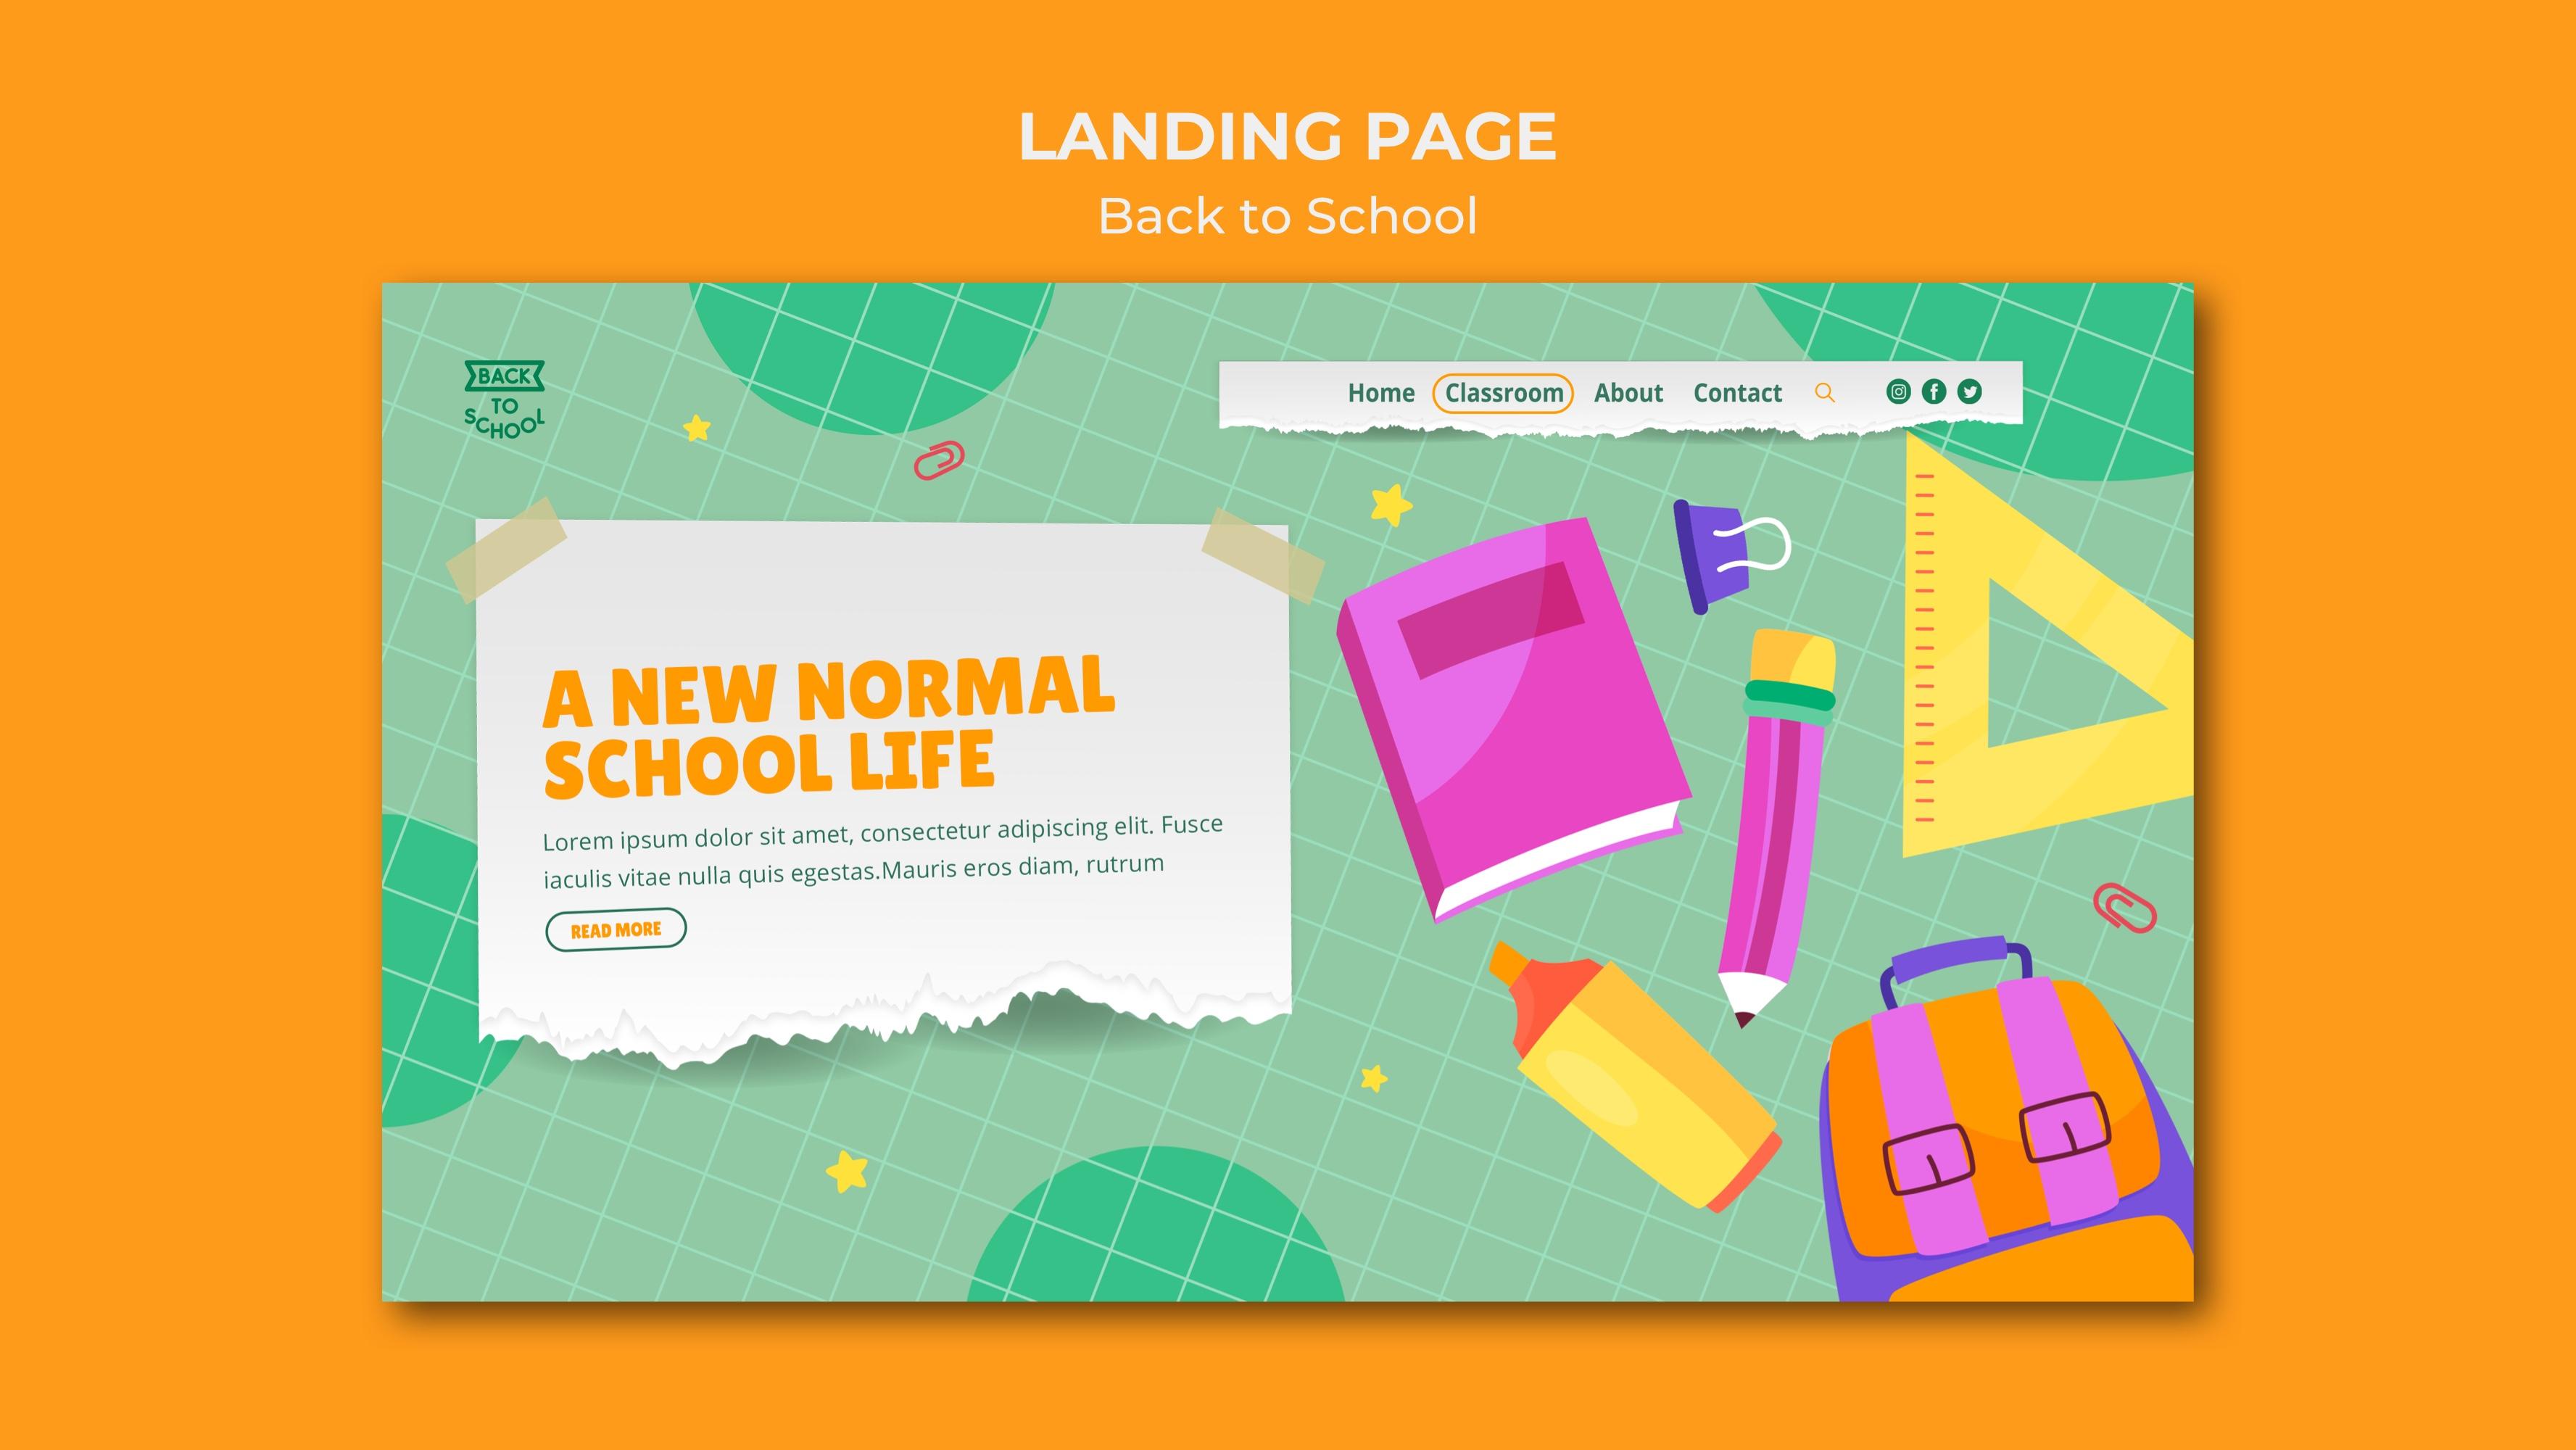 LANDING PAGE
Back to School
BACK
TO
SCHOOL
Home Classroom About Contact
A NEW NORMAL
SCHOOL LIFE
Lorem ipsum dolor sit amet, consectetur adipiscing elit. Fusce
iaculis vitae nulla quis egestas.Mauris eros diam, rutrum
READ MORE